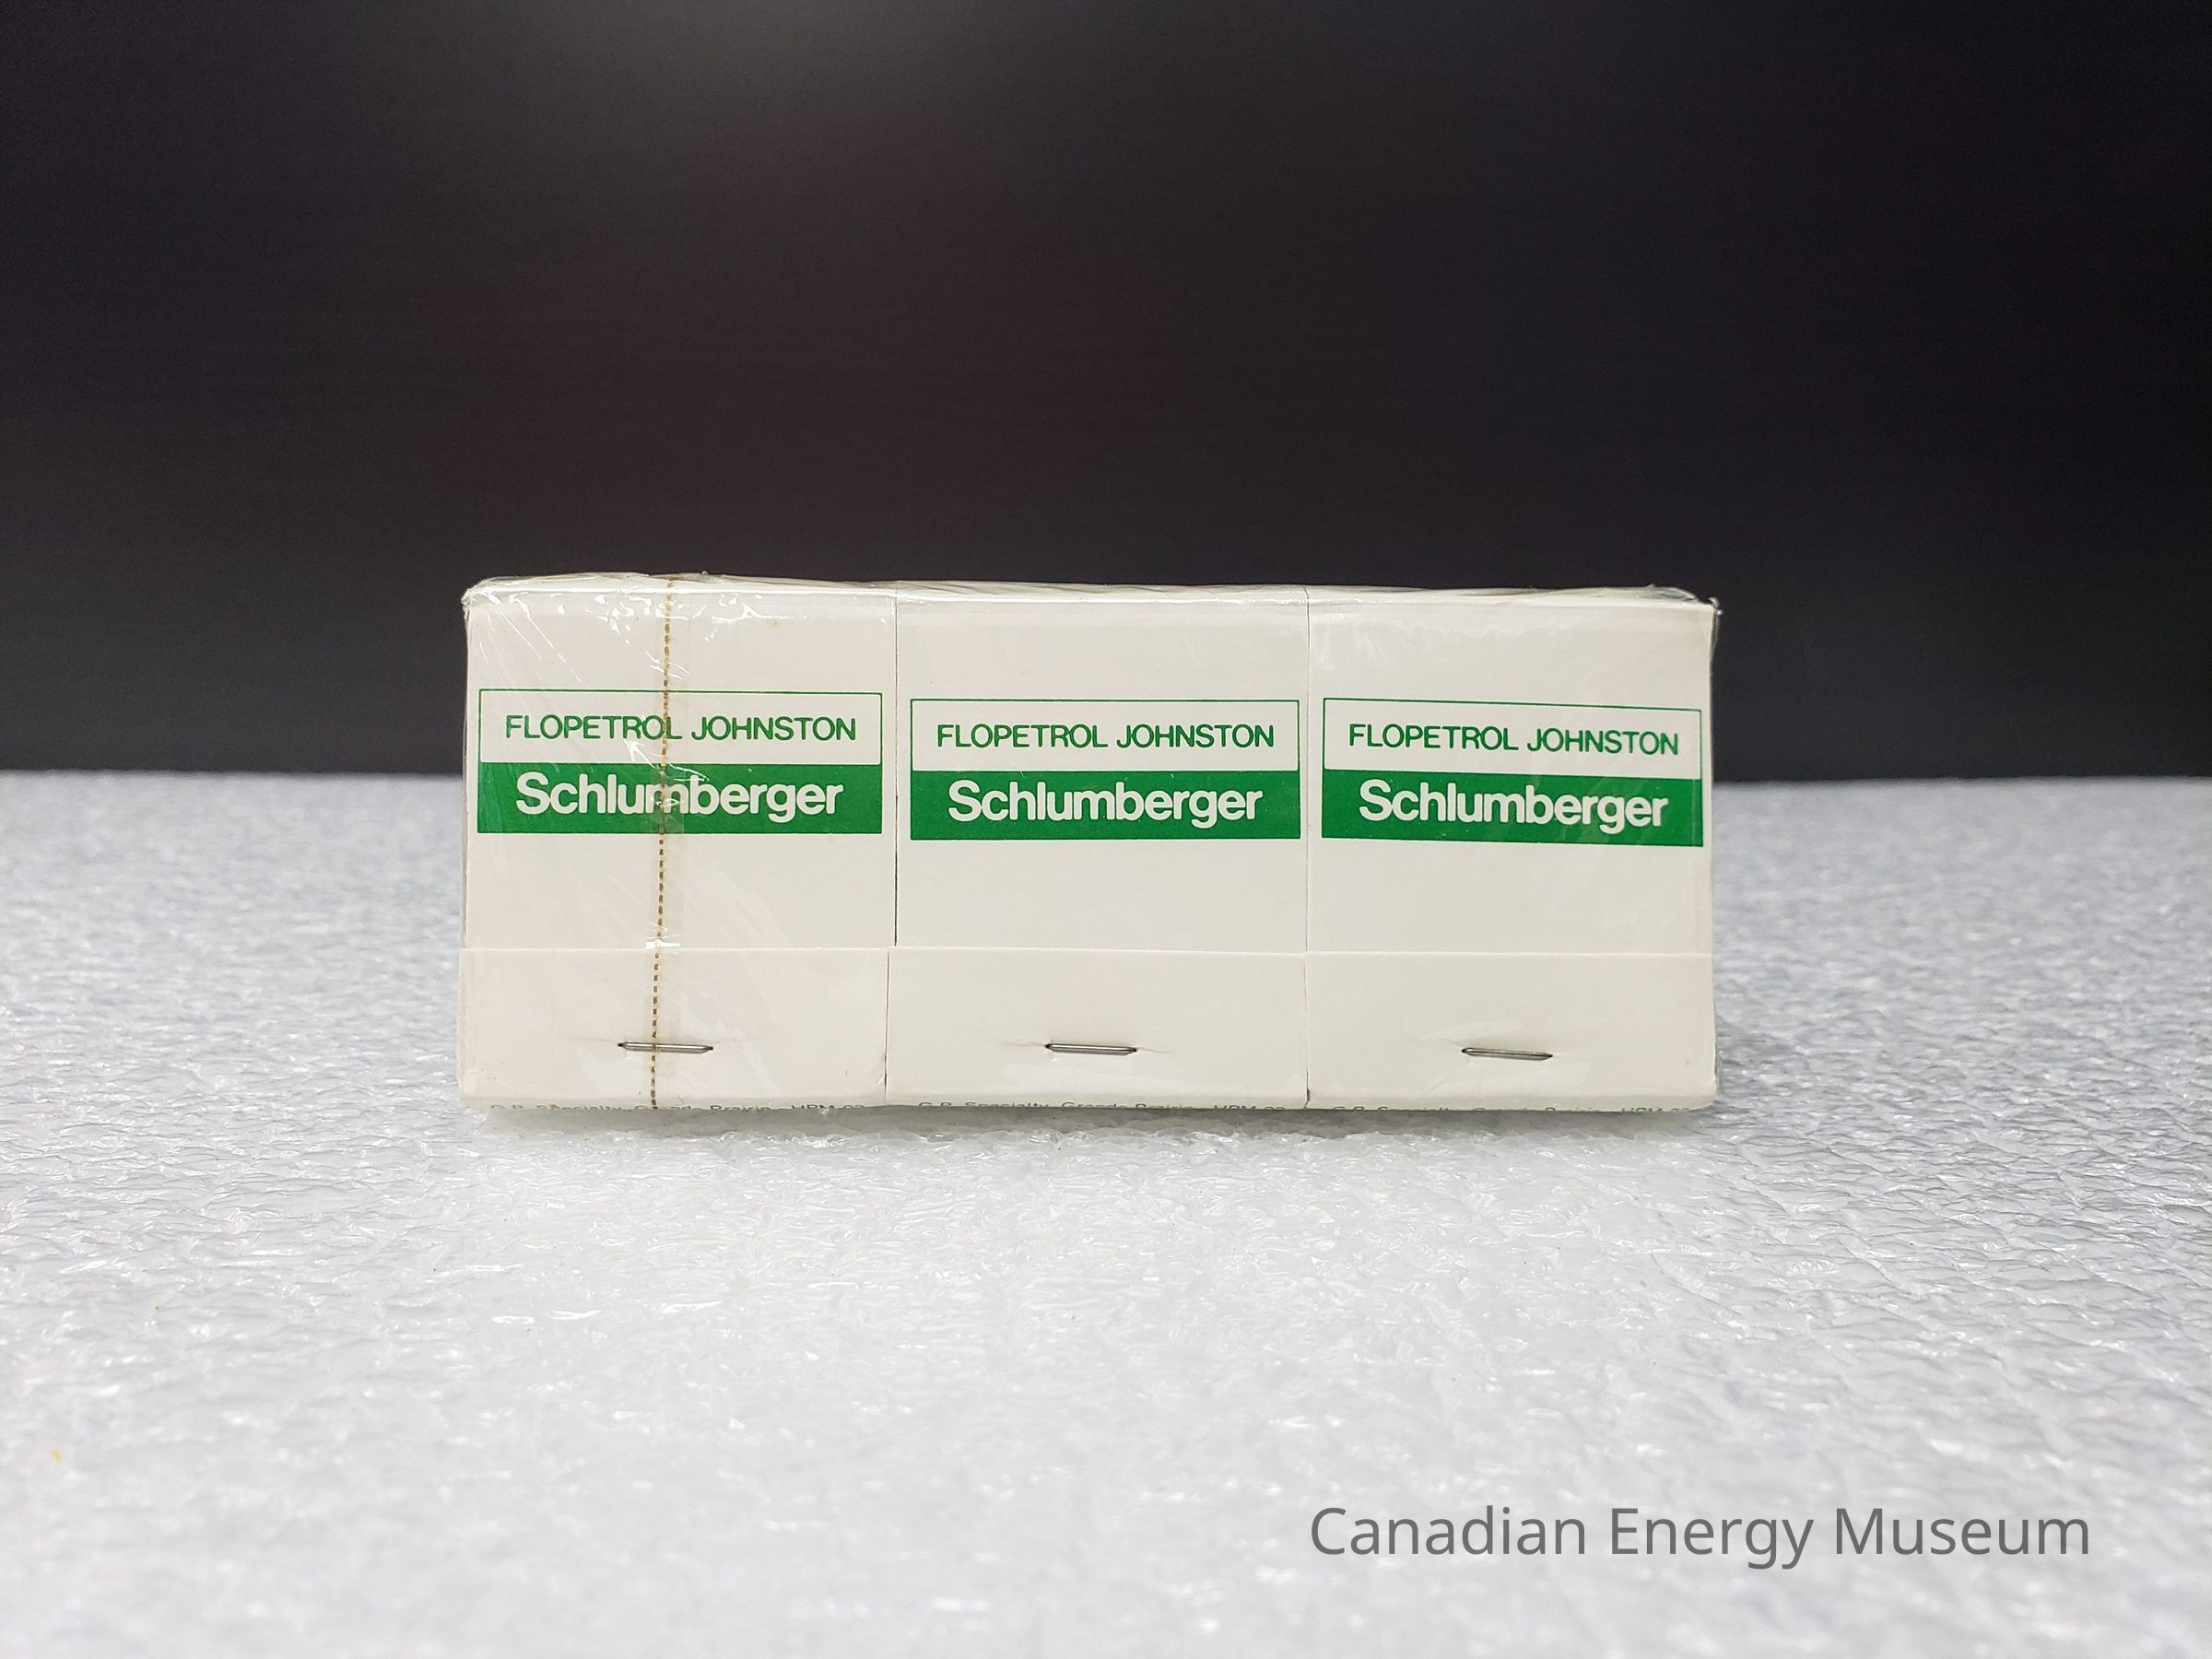 FLOPETROL JOHNSTON
Schlumberger
FLOPETROL JOHNSTON
Schlumberger
FLOPETROL JOHNSTON
Schlumberger
Canadian Energy Museum